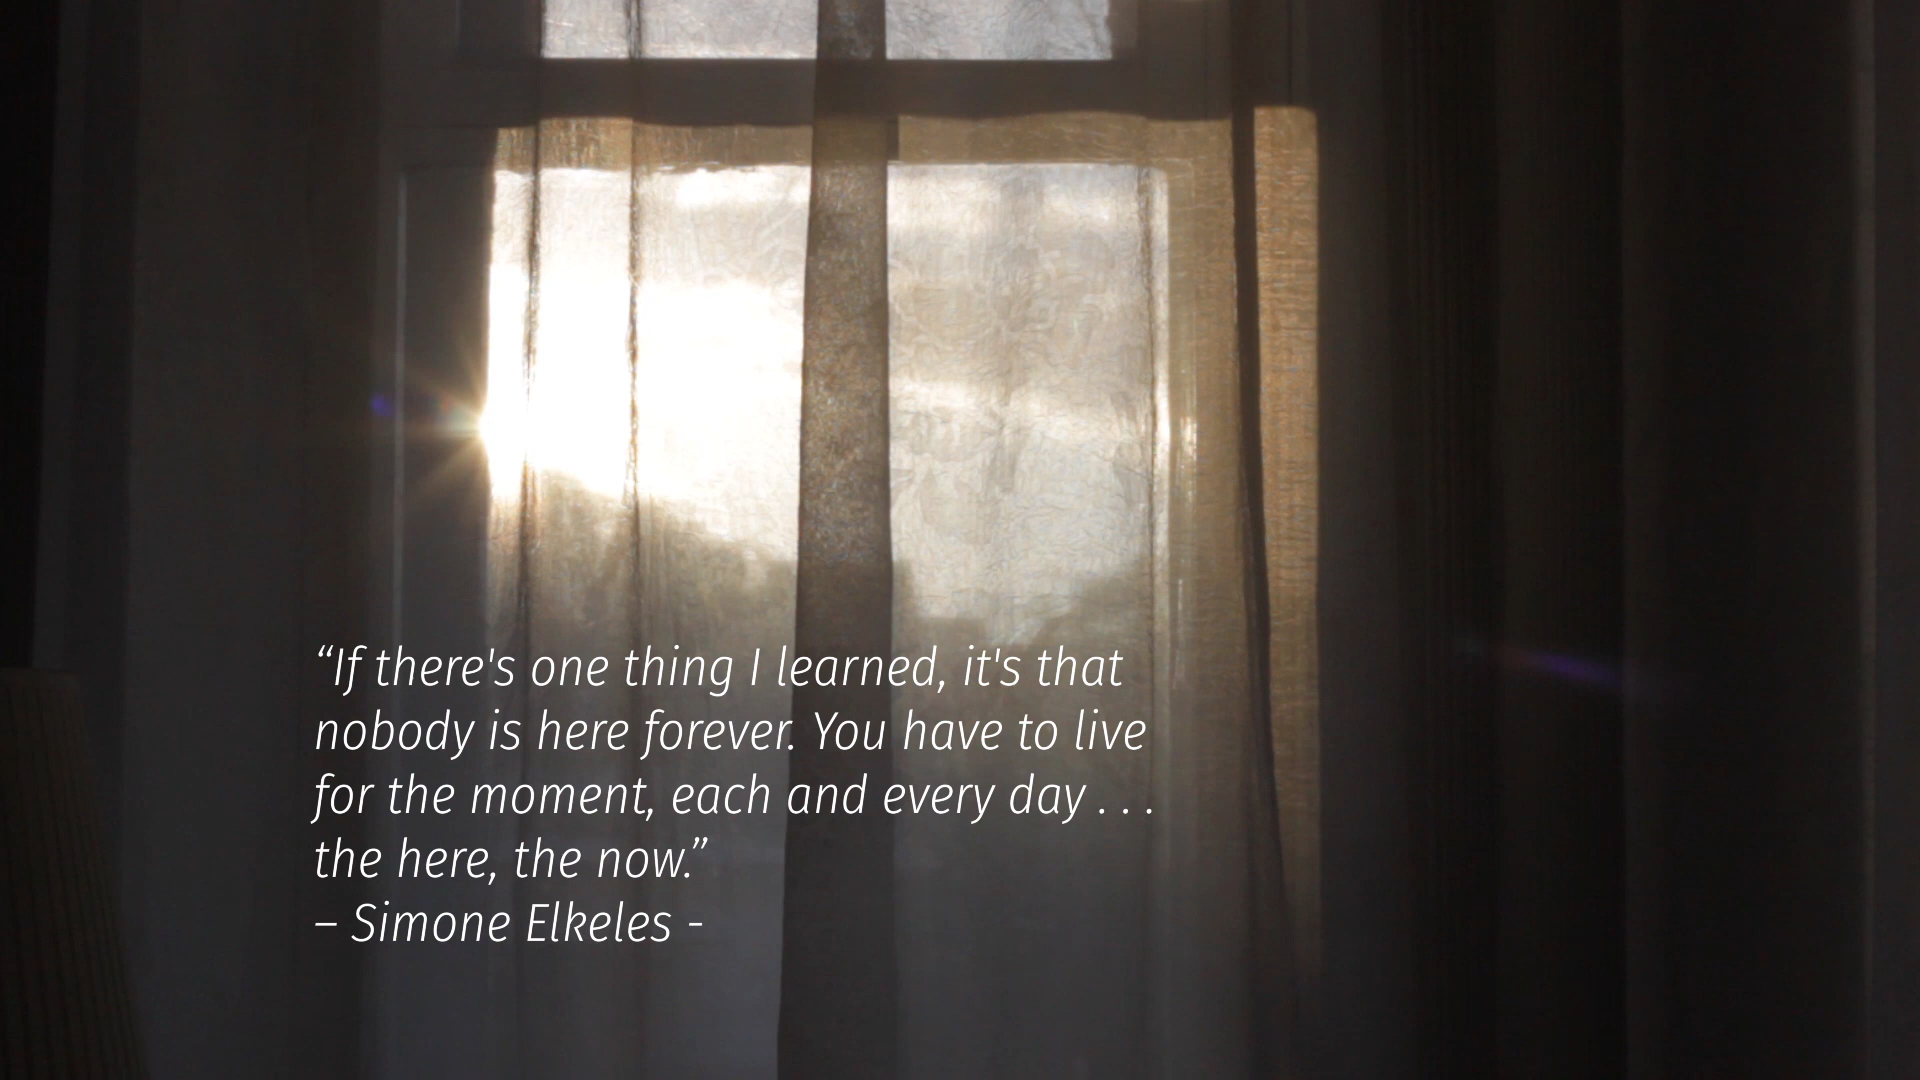 “If there's one thing I learned, it's that
nobody is here forever. You have to live
for the moment, each and every day . . .
the here, the now.”
– Simone Elkeles -